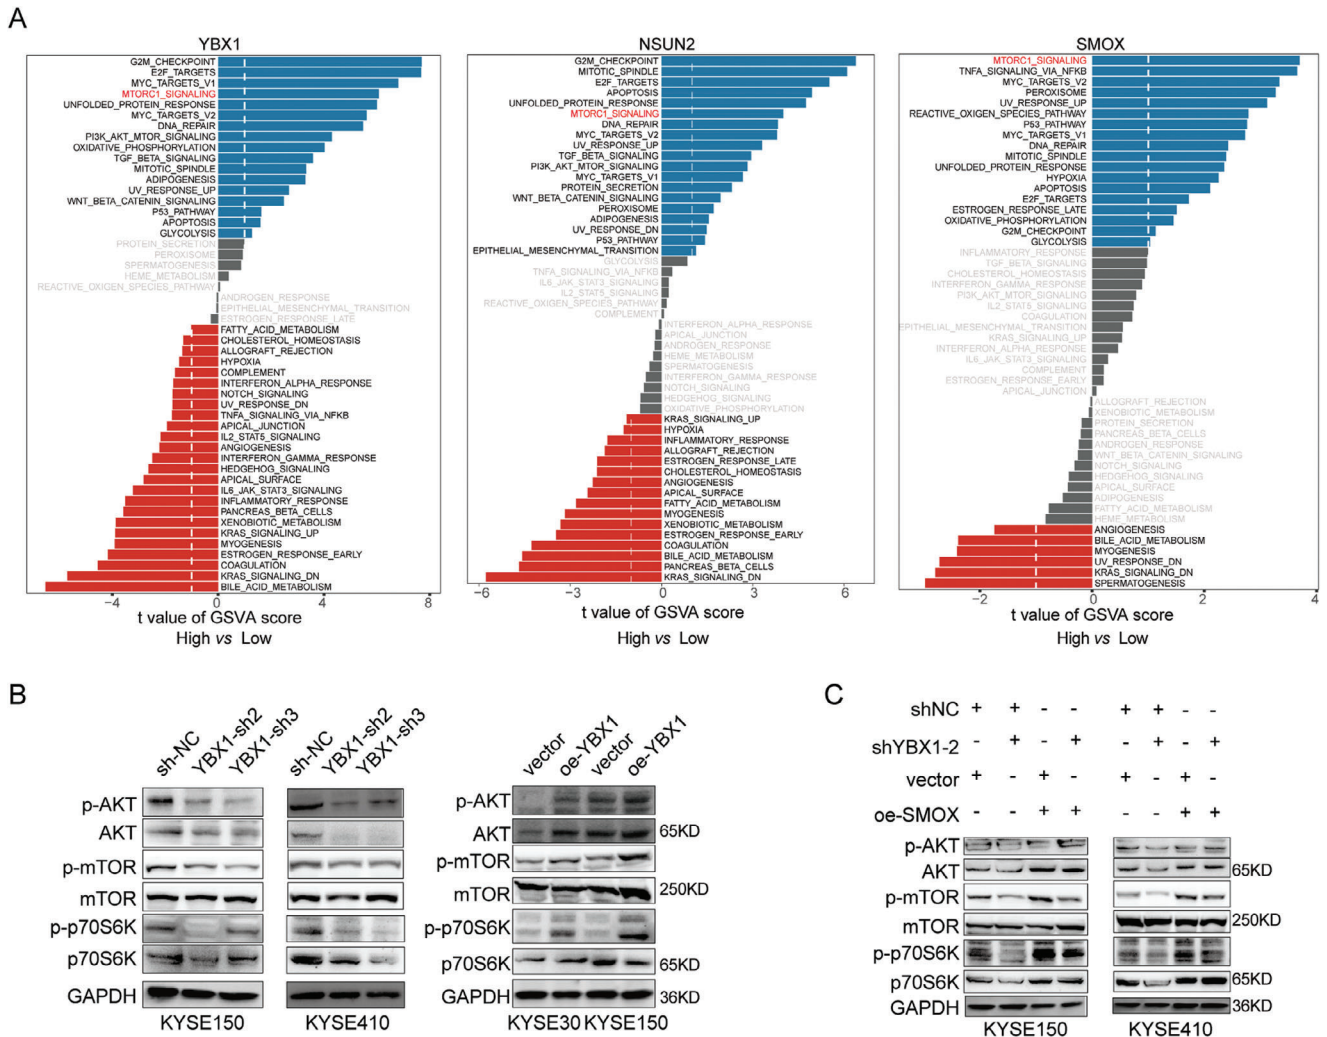 A
YBX1
G2M_CHECKPOINT
E2F_TARGETS
MYC_TARGETS_V1
MTORC1_SIGNALING
UNFOLDED_PROTEIN_RESPONSE
MYC_TARGETS_V2
DNA_REPAIR
PI3K_AKT_MTOR_SIGNALING
OXIDATIVE_PHOSPHORYLATION
TGF_BETA_SIGNALING
MITOTIC_SPINDLE
ADIPOGENESIS
UV_RESPONSE_UP
WNT_BETA_CATENIN_SIGNALING
P53_PATHWAY
APOPTOSIS
GLYCOLYSIS
PROTEIN_SECRETION
PEROXISOME
SPERMATOGENESIS
HEME_METABOLISM
REACTIVE_OXIGEN_SPECIES_PATHWAY
ANDROGEN_RESPONSE
EPITHELIAL_MESENCHYMAL_TRANSITION
ESTROGEN_RESPONSE_LATE
FATTY_ACID_METABOLISM
CHOLESTEROL_HOMEOSTASIS
ALLOGRAFT_REJECTION
HYPOXIA
COMPLEMENT
INTERFERON_ALPHA_RESPONSE
NOTCH_SIGNALING
UV_RESPONSE_DN
TNFA_SIGNALING_VIA_NFKB
APICAL_JUNCTION
IL2_STAT5_SIGNALING
ANGIOGENESIS
INTERFERON_GAMMA_RESPONSE
HEDGEHOG_SIGNALING
APICAL_SURFACE
IL6_JAK_STAT3_SIGNALING
INFLAMMATORY_RESPONSE
PANCREAS_BETA_CELLS
XENOBIOTIC_METABOLISM
KRAS_SIGNALING_UP
MYOGENESIS
ESTROGEN_RESPONSE_EARLY
COAGULATION
KRAS_SIGNALING_DN
BILE_ACID_METABOLISM
−4 0 4 8
t value of GSVA score
High vs Low
NSUN2
G2M_CHECKPOINT
MITOTIC_SPINDLE
E2F_TARGETS
APOPTOSIS
UNFOLDED_PROTEIN_RESPONSE
MTORC1_SIGNALING
DNA_REPAIR
MYC_TARGETS_V2
UV_RESPONSE_UP
TGF_BETA_SIGNALING
PI3K_AKT_MTOR_SIGNALING
MYC_TARGETS_V1
PROTEIN_SECRETION
WNT_BETA_CATENIN_SIGNALING
PEROXISOME
ADIPOGENESIS
UV_RESPONSE_DN
P53_PATHWAY
EPITHELIAL_MESENCHYMAL_TRANSITION
GLYCOLYSIS
TNFA_SIGNALING_VIA_NFKB
IL6_JAK_STAT3_SIGNALING
IL2_STAT5_SIGNALING
REACTIVE_OXIGEN_SPECIES_PATHWAY
COMPLEMENT
INTERFERON_ALPHA_RESPONSE
APICAL_JUNCTION
ANDROGEN_RESPONSE
HEME_METABOLISM
SPERMATOGENESIS
INTERFERON_GAMMA_RESPONSE
NOTCH_SIGNALING
HEDGEHOG_SIGNALING
OXIDATIVE_PHOSPHORYLATION
KRAS_SIGNALING_UP
HYPOXIA
INFLAMMATORY_RESPONSE
ALLOGRAFT_REJECTION
ESTROGEN_RESPONSE_LATE
CHOLESTEROL_HOMEOSTASIS
ANGIOGENESIS
APICAL_SURFACE
FATTY_ACID_METABOLISM
MYOGENESIS
XENOBIOTIC_METABOLISM
ESTROGEN_RESPONSE_EARLY
COAGULATION
BILE_ACID_METABOLISM
PANCREAS_BETA_CELLS
KRAS_SIGNALING_DN
−6 −3 0 3 6
t value of GSVA score
High vs Low
SMOX
MTORC1_SIGNALING
TNFA_SIGNALING_VIA_NFKB
MYC_TARGETS_V2
PEROXISOME
UV_RESPONSE_UP
REACTIVE_OXIGEN_SPECIES_PATHWAY
P53_PATHWAY
MYC_TARGETS_V1
DNA_REPAIR
MITOTIC_SPINDLE
UNFOLDED_PROTEIN_RESPONSE
HYPOXIA
APOPTOSIS
E2F_TARGETS
ESTROGEN_RESPONSE_LATE
OXIDATIVE_PHOSPHORYLATION
G2M_CHECKPOINT
GLYCOLYSIS
INFLAMMATORY_RESPONSE
TGF_BETA_SIGNALING
CHOLESTEROL_HOMEOSTASIS
INTERFERON_GAMMA_RESPONSE
PI3K_AKT_MTOR_SIGNALING
IL2_STAT5_SIGNALING
COAGULATION
EPITHELIAL_MESENCHYMAL_TRANSITION
KRAS_SIGNALING_UP
INTERFERON_ALPHA_RESPONSE
IL6_JAK_STAT3_SIGNALING
COMPLEMENT
ESTROGEN_RESPONSE_EARLY
APICAL_JUNCTION
ALLOGRAFT_REJECTION
XENOBIOTIC_METABOLISM
PROTEIN_SECRETION
PANCREAS_BETA_CELLS
ANDROGEN_RESPONSE
WNT_BETA_CATENIN_SIGNALING
NOTCH_SIGNALING
HEDGEHOG_SIGNALING
APICAL_SURFACE
ADIPOGENESIS
FATTY_ACID_METABOLISM
HEME_METABOLISM
ANGIOGENESIS
BILE_ACID_METABOLISM
MYOGENESIS
UV_RESPONSE_DN
KRAS_SIGNALING_DN
SPERMATOGENESIS
−2 0 2 4
t value of GSVA score
High vs Low
B
sh-NC YBX1-sh2 YBX1-sh3 sh-NC YBX1-sh2 YBX1-sh3
p-AKT
AKT
p-mTOR
mTOR
p-p70S6K
p70S6K
GAPDH
KYSE150 KYSE410
vector oe-YBX1 vector oe-YBX1
p-AKT
AKT 65KD
p-mTOR
mTOR 250KD
p-p70S6K
p70S6K 65KD
GAPDH 36KD
KYSE30 KYSE150
C
shNC + + - - + + - -
shYBX1-2 - + - + - + - +
vector + - + - + - + -
oe-SMOX - - + + - - + +
p-AKT
AKT 65KD
p-mTOR
mTOR 250KD
p-p70S6K
p70S6K 65KD
GAPDH 36KD
KYSE150 KYSE410